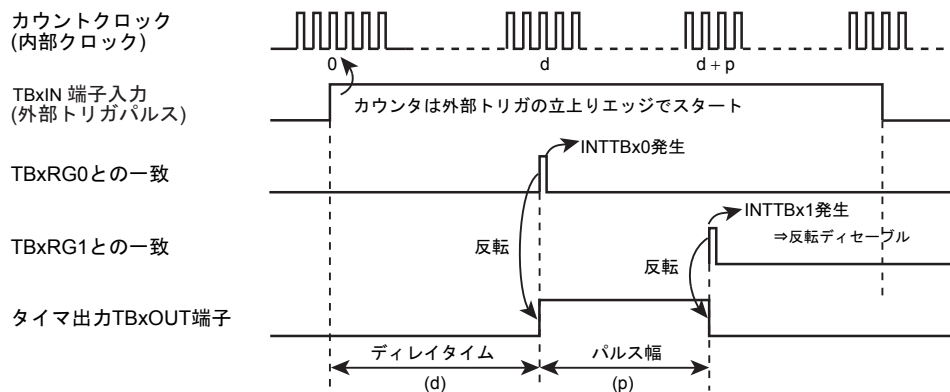 カウントクロック
(内部クロック)
0
d
d + p
TBxIN 端子入力
(外部トリガパルス)
カウンタは外部トリガの立上りエッジでスタート
INTTBx0発生
TBxRG0との一致
INTTBx1発生
TBxRG1との一致
反転
反転
⇒反転ディセーブル
タイマ出力TBxOUT端子
ディレイタイム
パルス幅
(d)
(p)